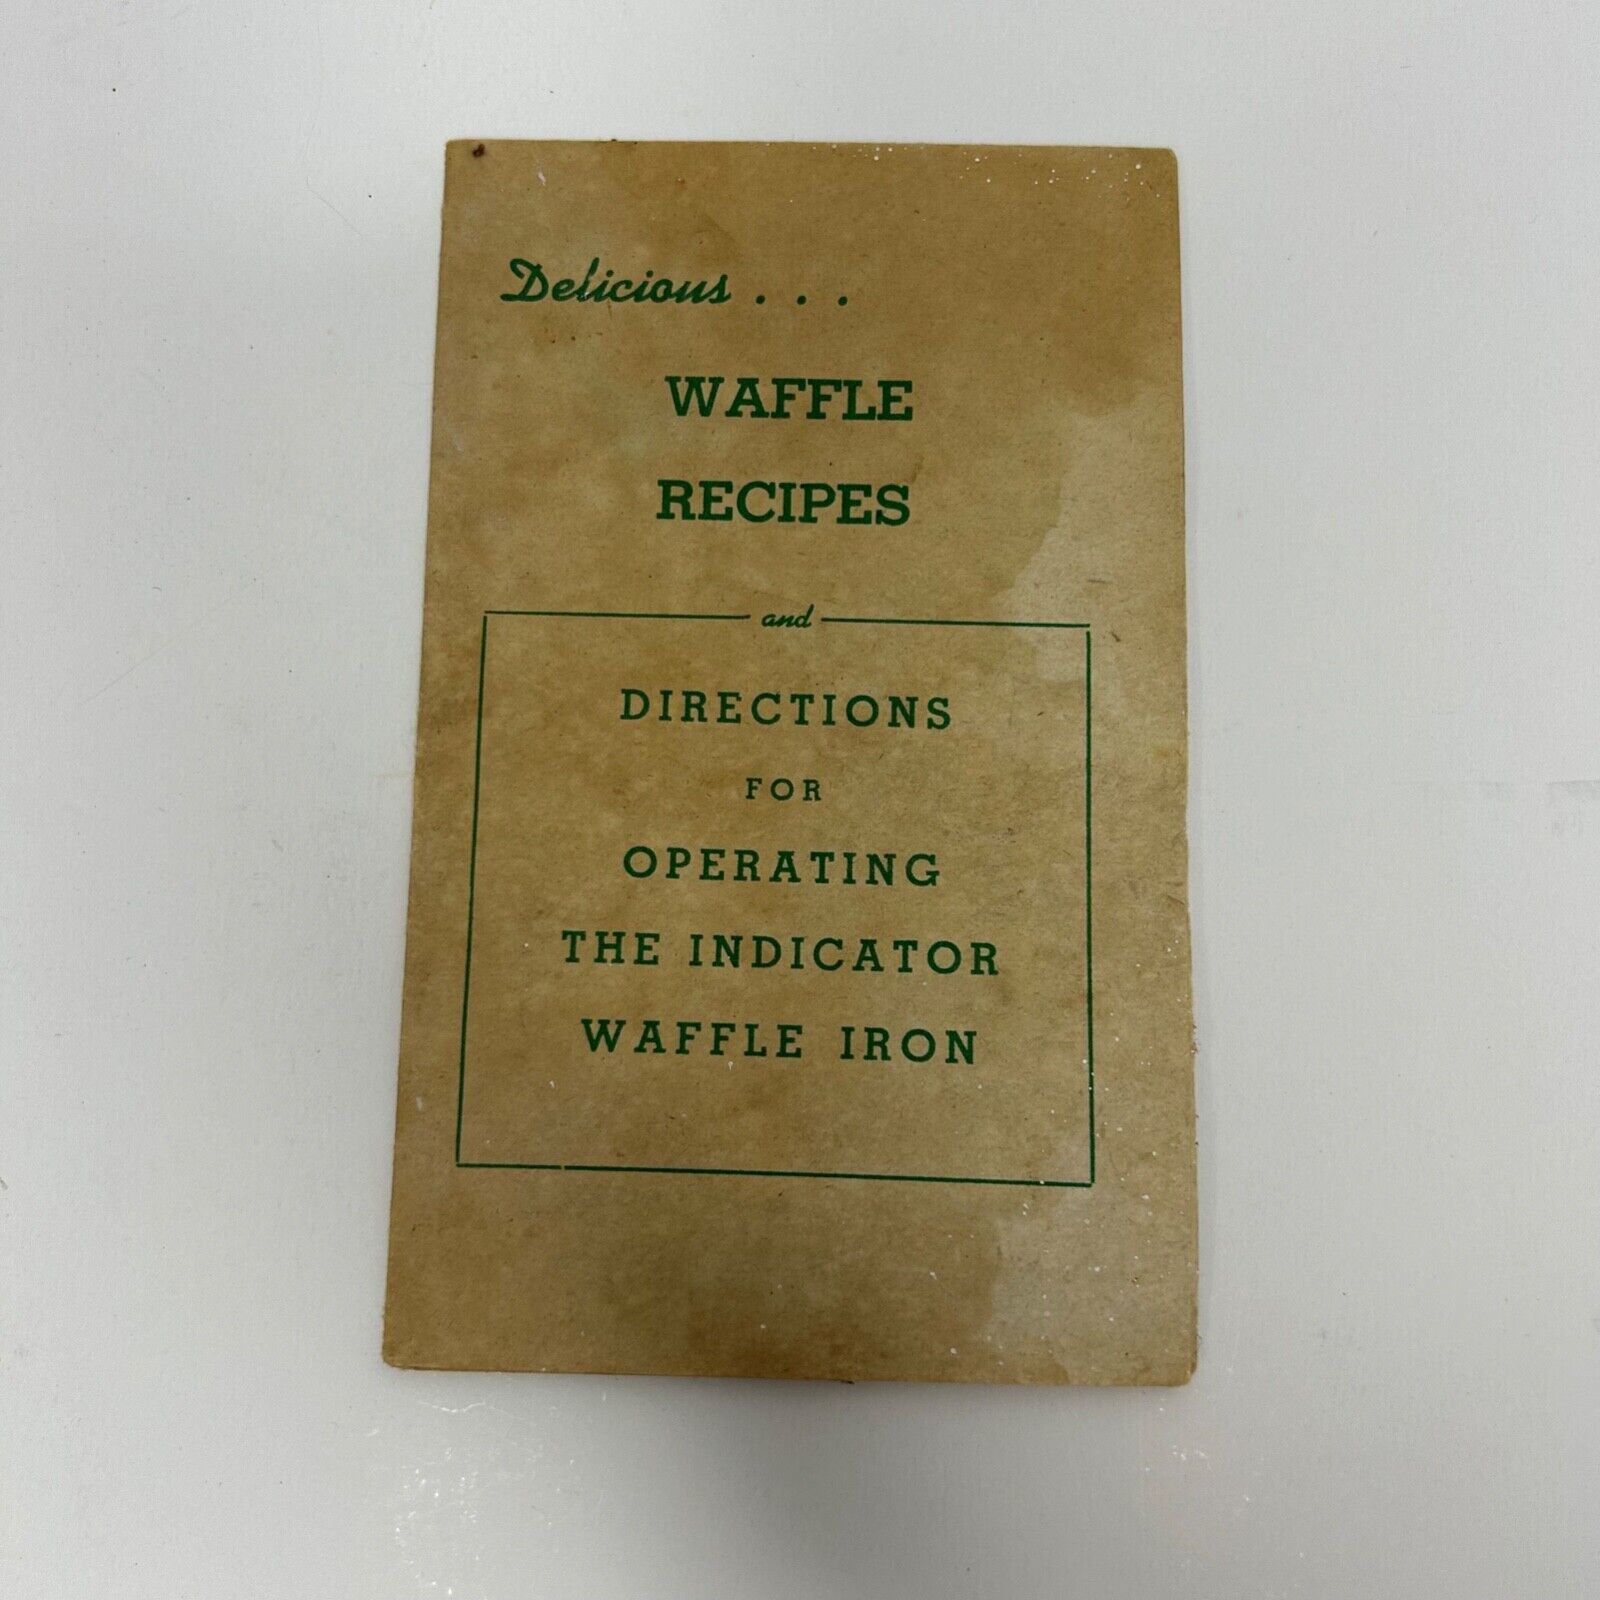 Delicious . . .
WAFFLE
RECIPES
and
DIRECTIONS
FOR
OPERATING
THE INDICATOR
WAFFLE IRON